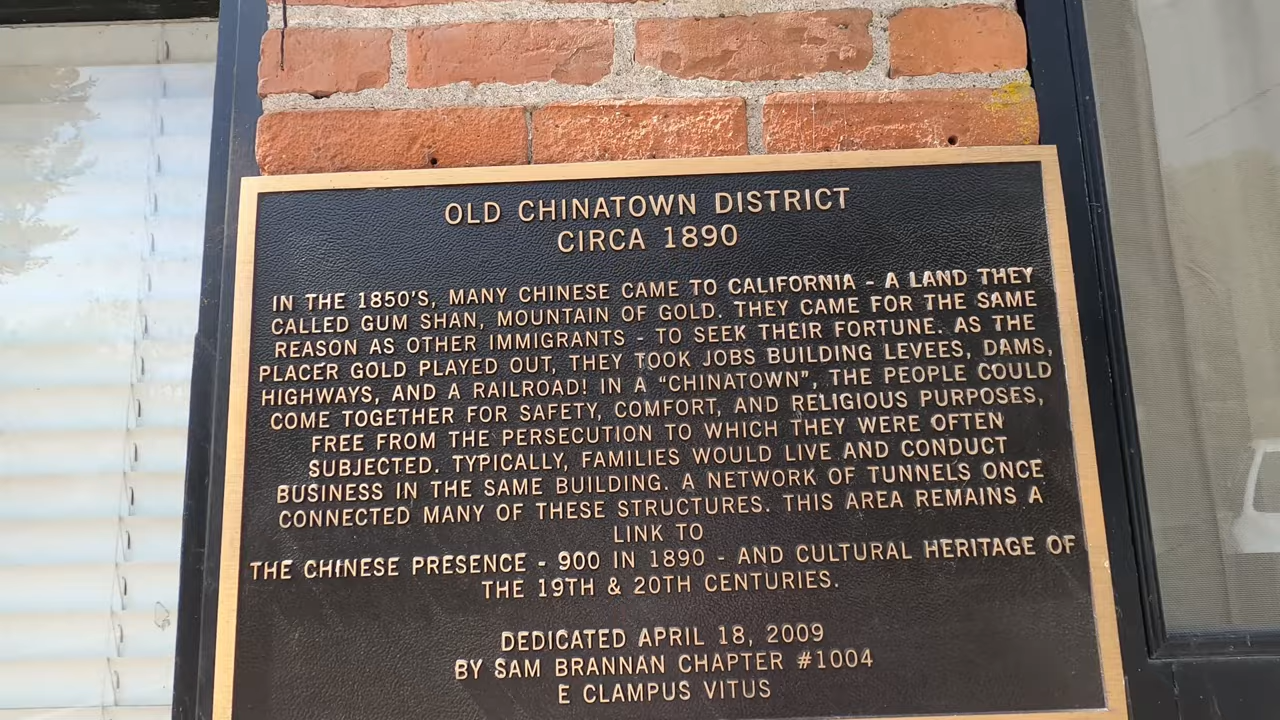 OLD CHINATOWN DISTRICT
CIRCA 1890
IN THE 1850'S, MANY CHINESE CAME TO CALIFORNIA - A LAND THEY
CALLED GUM SHAN, MOUNTAIN OF GOLD. THEY CAME FOR THE SAME
REASON AS OTHER IMMIGRANTS - TO SEEK THEIR FORTUNE. AS THE
PLACER GOLD PLAYED OUT, THEY TOOK JOBS BUILDING LEVEES, DAMS,
HIGHWAYS, AND A RAILROAD! IN A “CHINATOWN”, THE PEOPLE COULD
COME TOGETHER FOR SAFETY, COMFORT, AND RELIGIOUS PURPOSES,
FREE FROM THE PERSECUTION TO WHICH THEY WERE OFTEN
SUBJECTED. TYPICALLY, FAMILIES WOULD LIVE AND CONDUCT
BUSINESS IN THE SAME BUILDING. A NETWORK OF TUNNELS ONCE
CONNECTED MANY OF THESE STRUCTURES. THIS AREA REMAINS A
LINK TO
THE CHINESE PRESENCE - 900 IN 1890 - AND CULTURAL HERITAGE OF
THE 19TH & 20TH CENTURIES.
DEDICATED APRIL 18, 2009
BY SAM BRANNAN CHAPTER #1004
E CLAMPUS VITUS